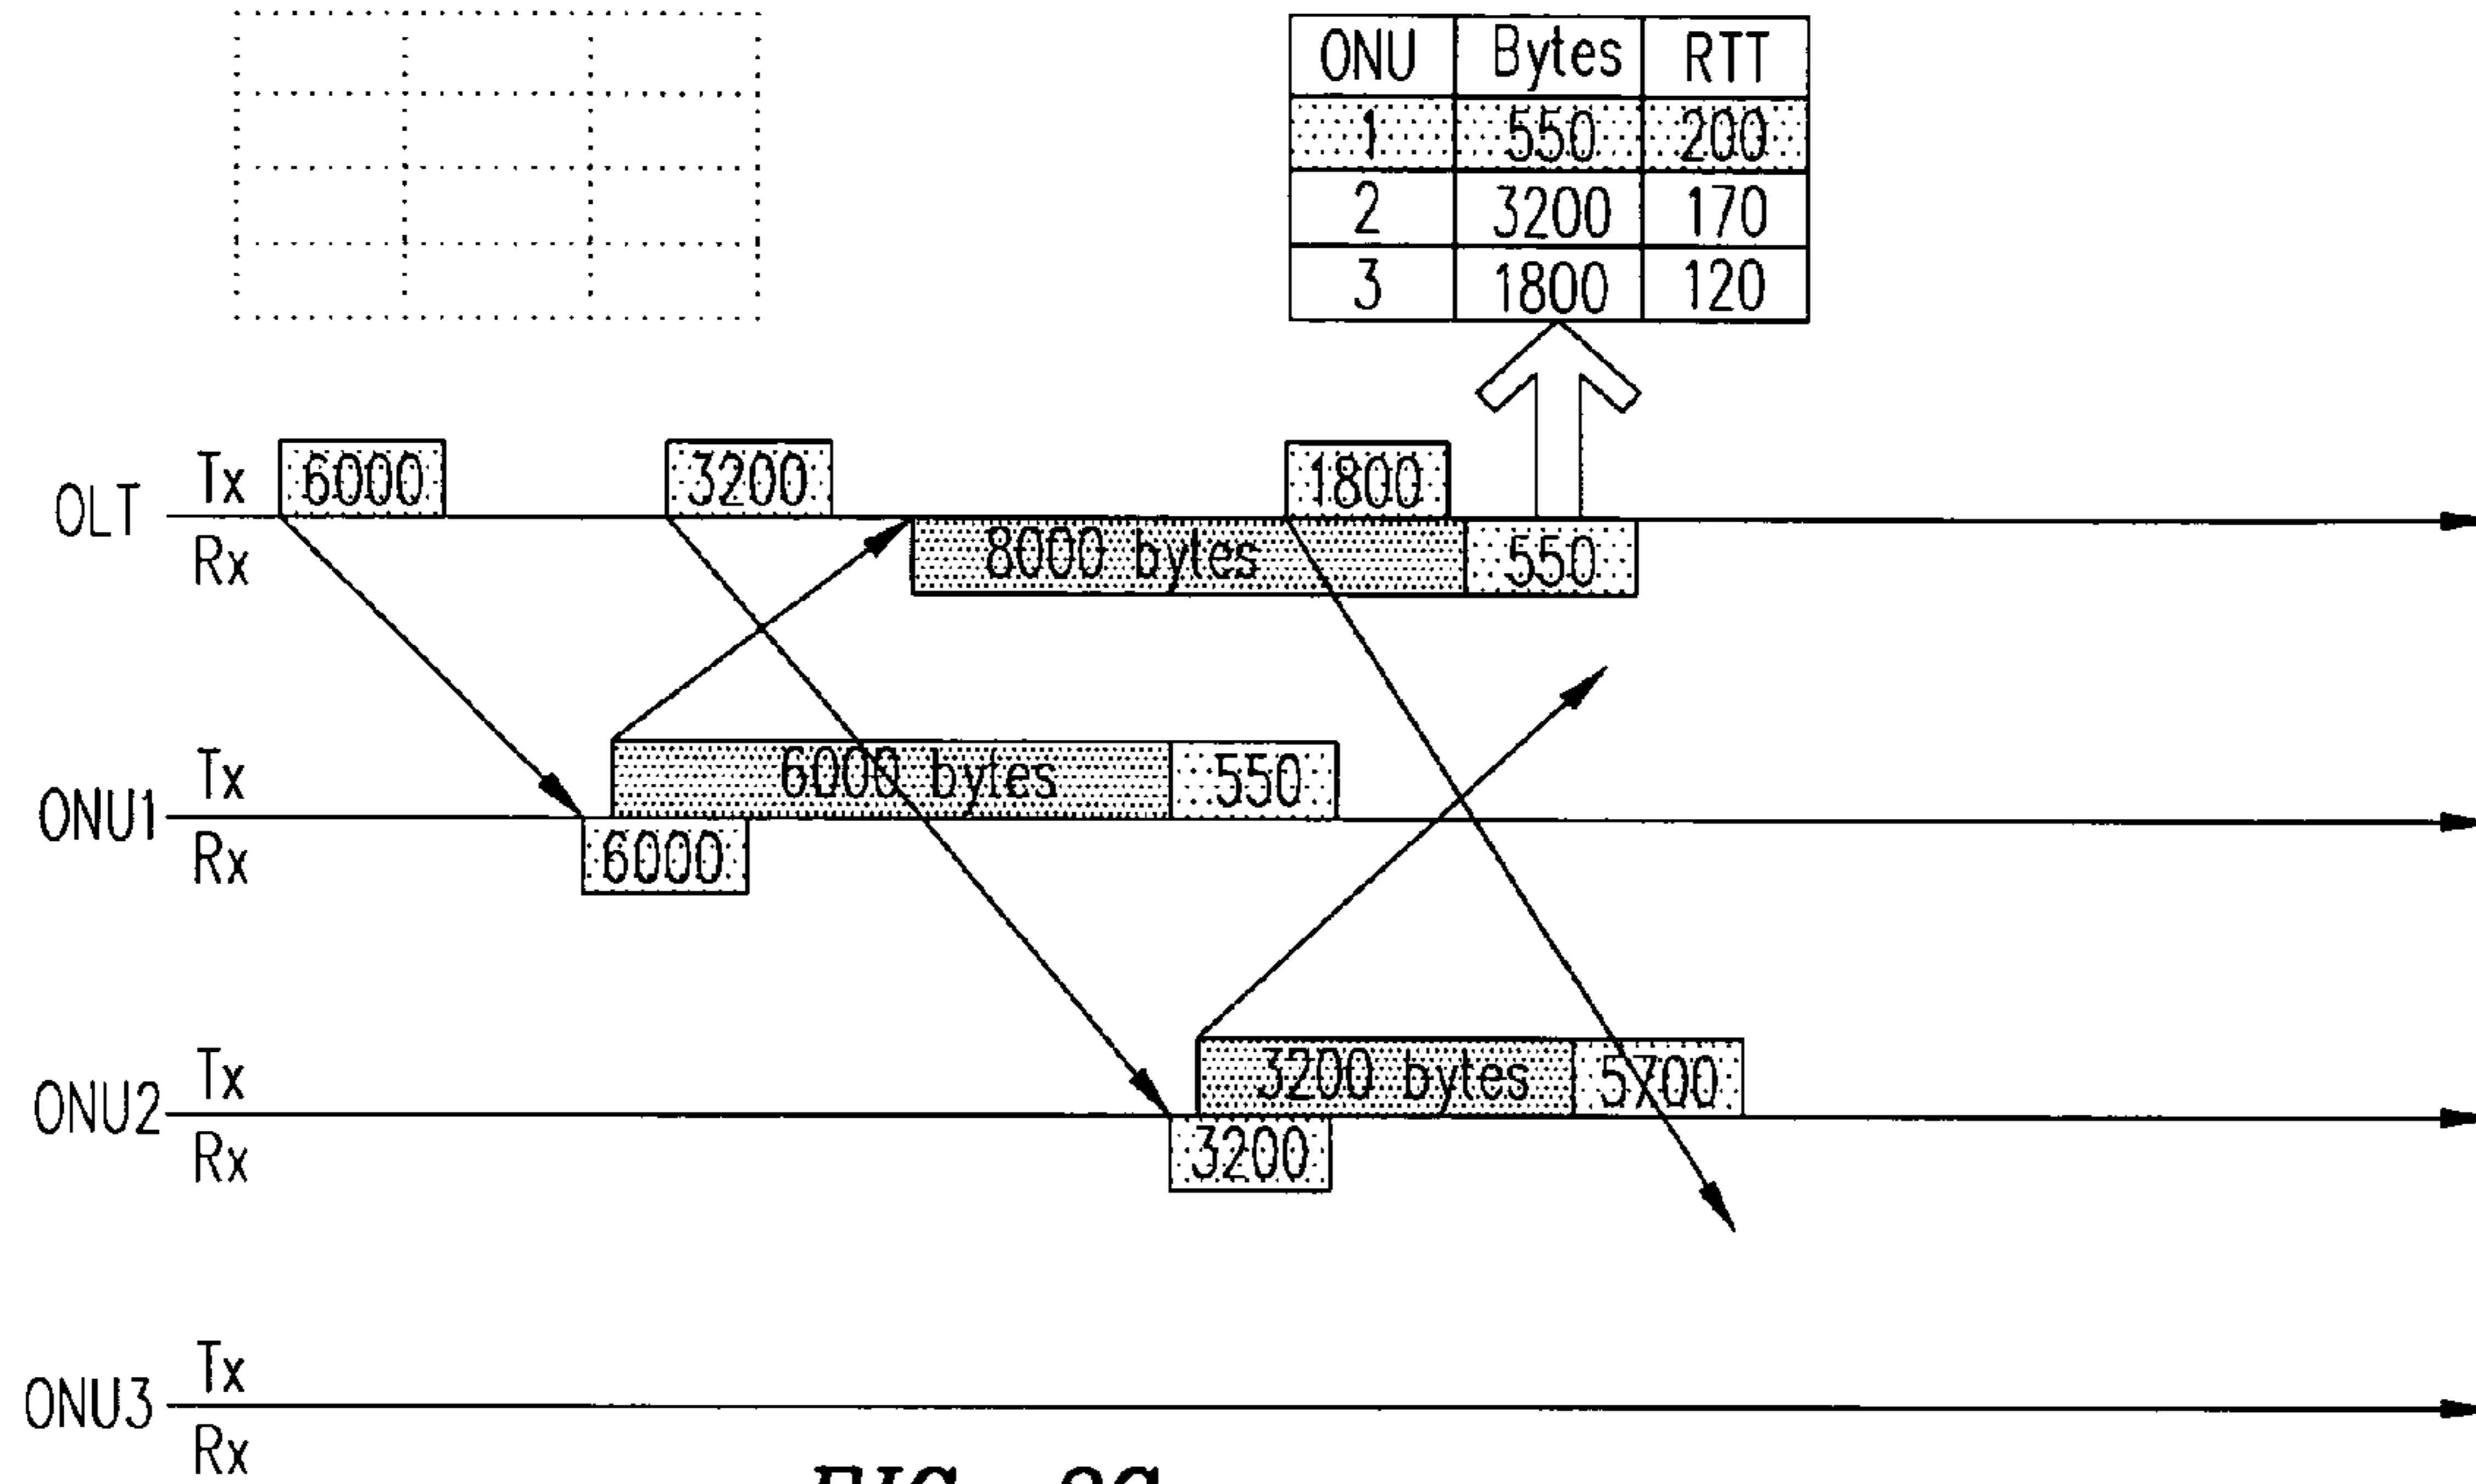 ONU Bytes RTT
1 550 200
2 3200 170
3 1800 120
6000 3200 1800
OLT Tx
Rx
8000 bytes 550
ONU1 Tx
Rx
6000 bytes 550
6000
ONU2 Tx
Rx
3200 bytes 5700
3200
ONU3 Tx
Rx